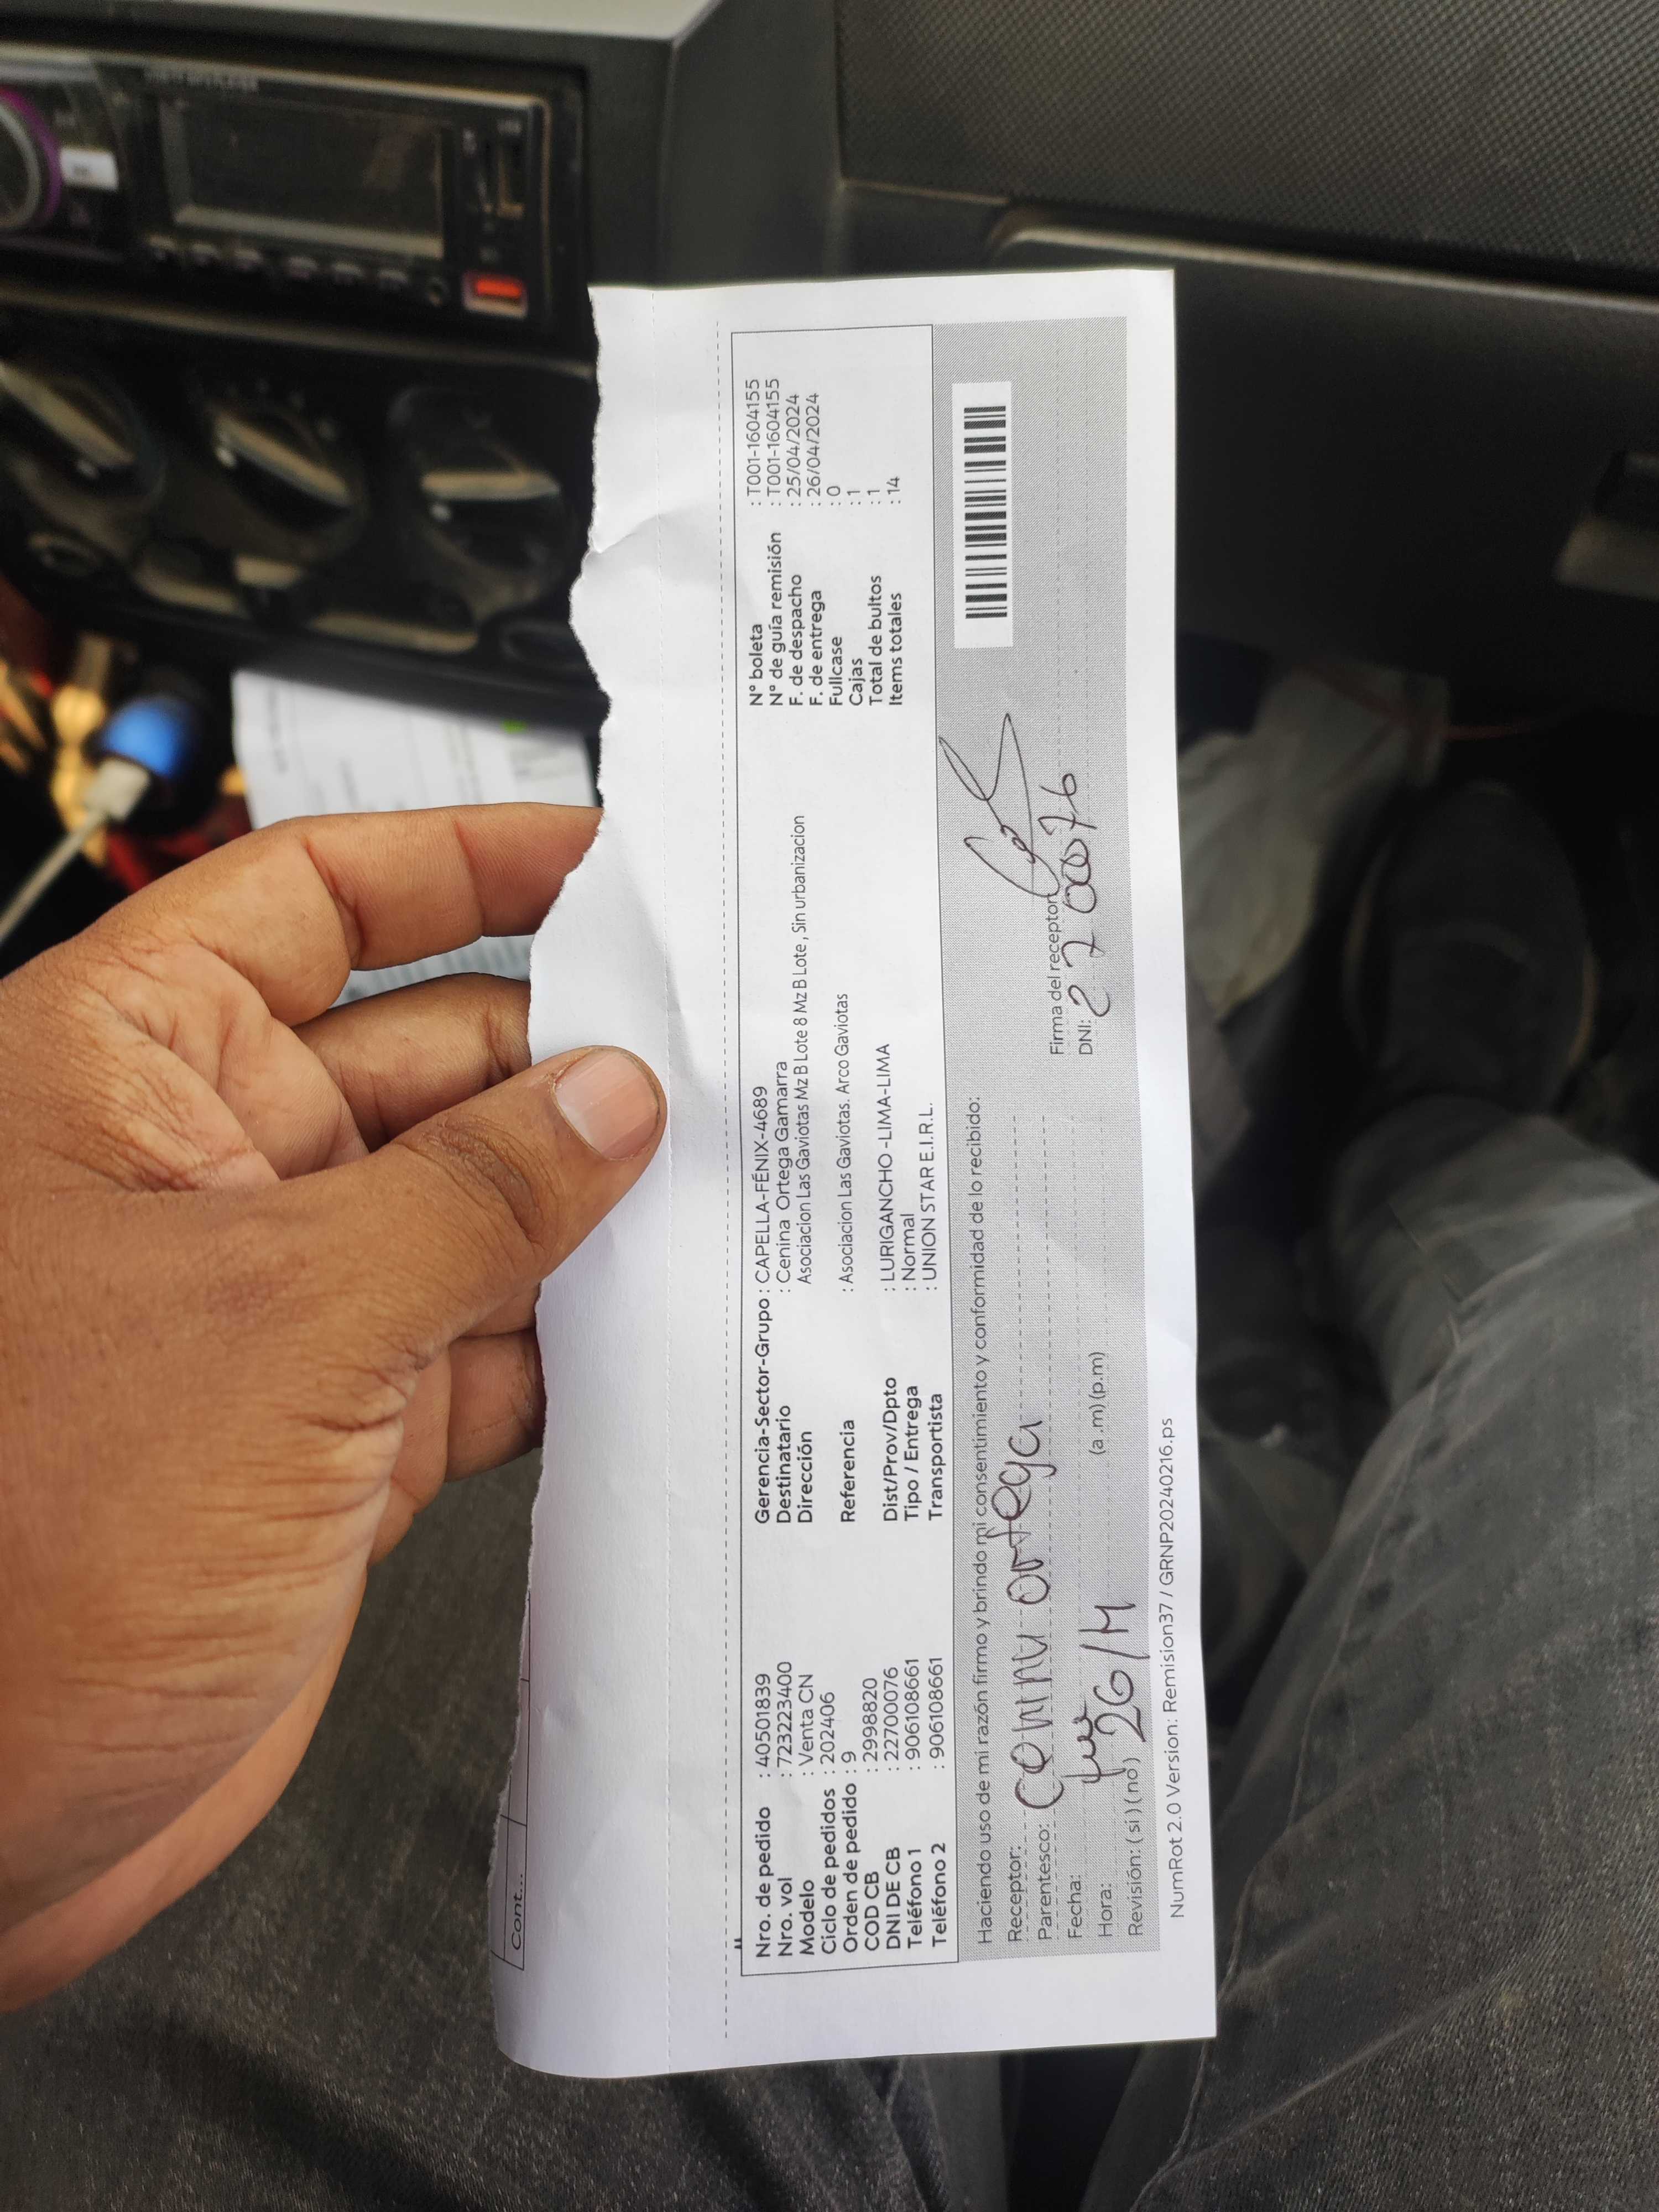 Cont...
Nro. de pedido : 40501839
Nro. vol : 723223400
Modelo : Venta CN
Ciclo de pedidos : 202406
Orden de pedido : 9
COD CB : 2998820
DNI DE CB : 22700076
Teléfono 1 : 906108661
Teléfono 2 : 906108661
Gerencia-Sector-Grupo : CAPELLA-FÉNIX-4689
Destinatario : Cenina Ortega Gamarra
Dirección Asociacion Las Gaviotas Mz B Lote 8 Mz B Lote , Sin urbanizacion
Referencia : Asociacion Las Gaviotas. Arco Gaviotas
Dist/Prov/Dpto : LURIGANCHO -LIMA-LIMA
Tipo / Entrega : Normal
Transportista : UNION STAR E.I.R.L.
N° boleta : T001-1604155
N° de guía remisión : T001-1604155
F. de despacho : 25/04/2024
F. de entrega : 26/04/2024
Fullcase : 0
Cajas : 1
Total de bultos : 1
Items totales : 14
Haciendo uso de mi razón firmo y brindo mi consentimiento y conformidad de lo recibido:
Receptor: Ortega
Parentesco:
Fecha:
Hora: (a .m) (p.m)
Revisión: ( si ) ( no )
Firma del receptor
DNI: 22700076
NumRot 2.0 Version: Remision37 / GRNP20240216.ps